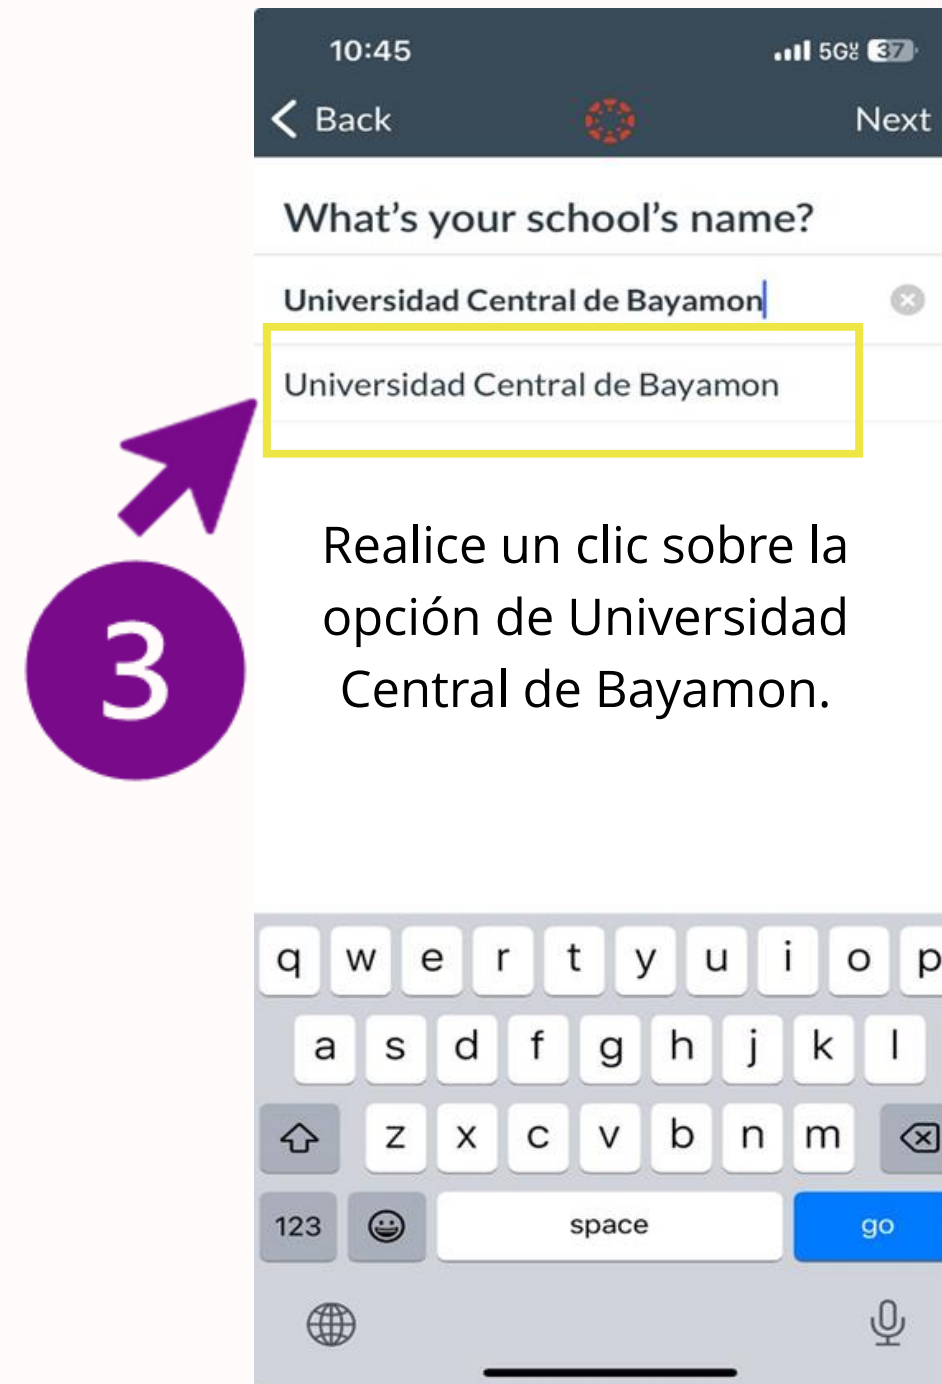 10:45 5GUC 37
Back Next
What's your school's name?
Universidad Central de Bayamon
Universidad Central de Bayamon
3
Realice un clic sobre la
opción de Universidad
Central de Bayamon.
q w e r t y u i o p
a s d f g h j k l
z x c v b n m
123 space go